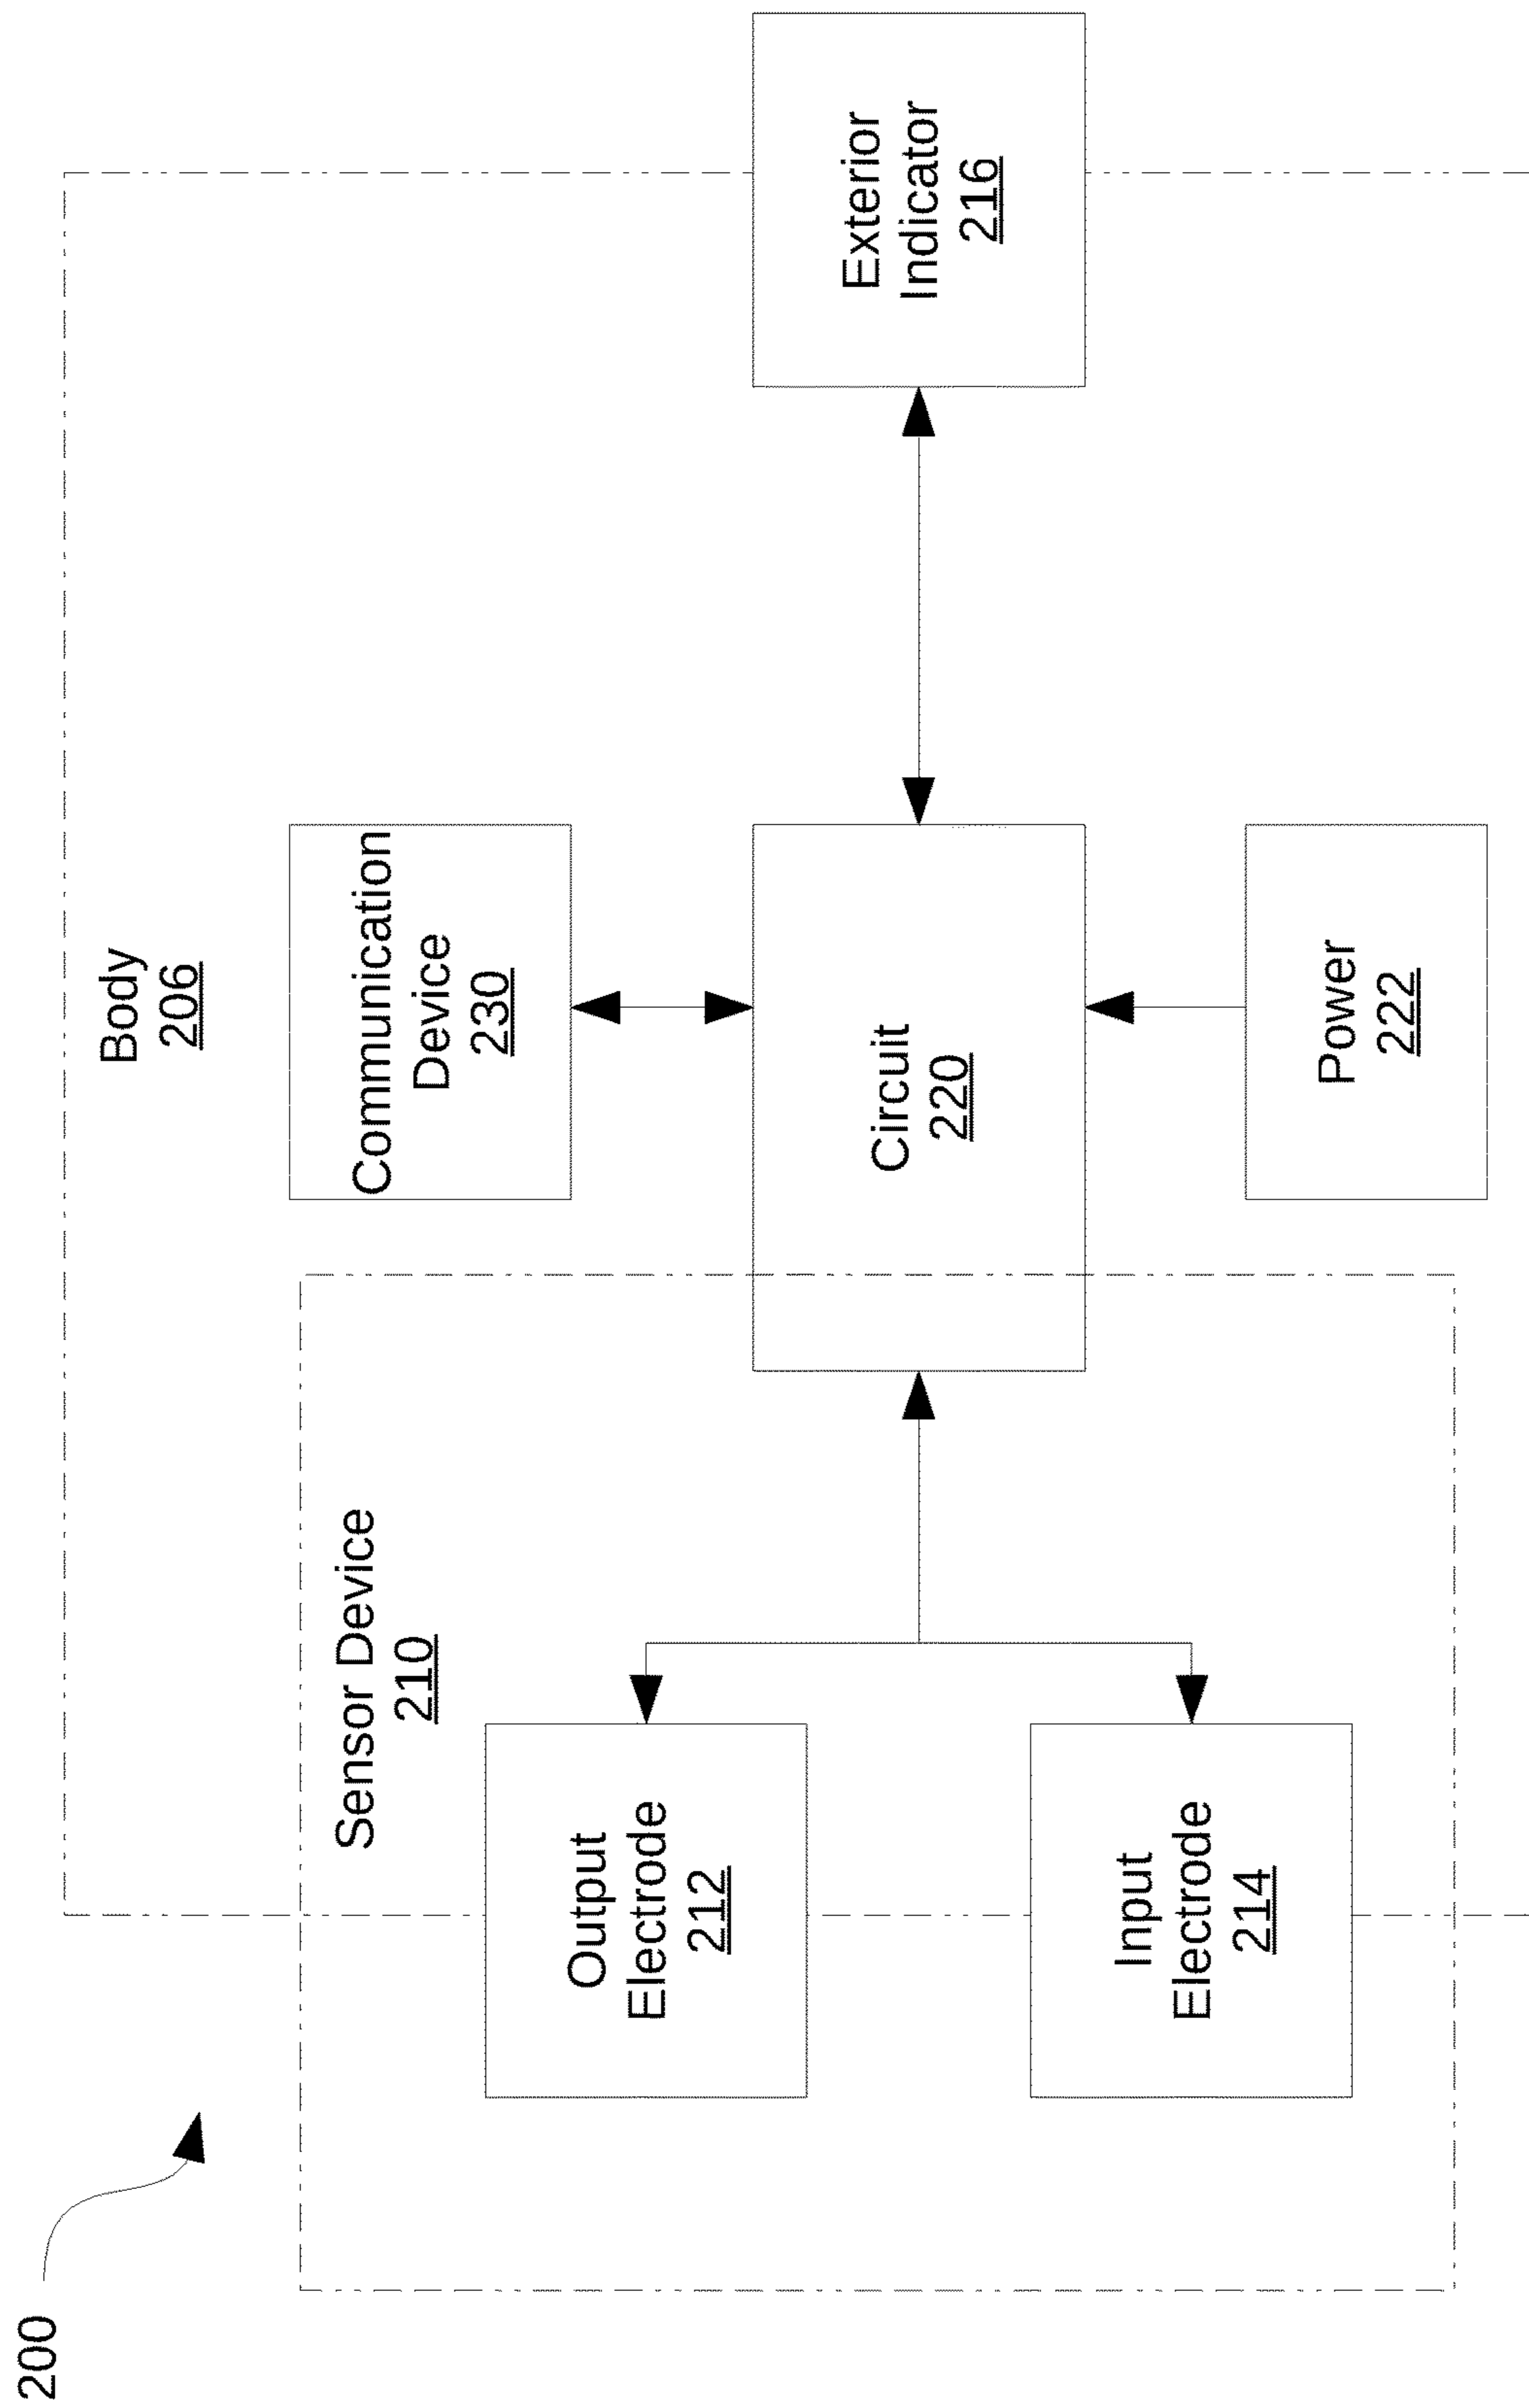 200
Body
206
Sensor Device
210
Communication
Device
230
Output
Electrode
212
Circuit
220
Exterior
Indicator
216
Input
Electrode
214
Power
222